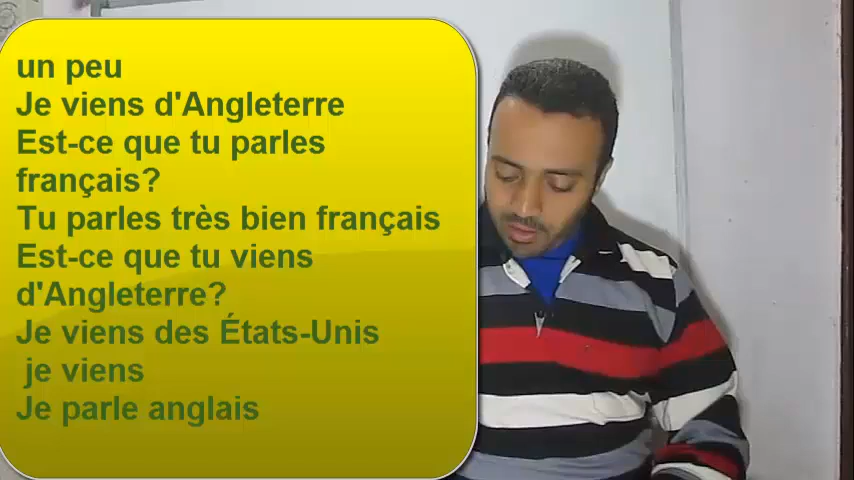 un peu
Je viens d'Angleterre
Est-ce que tu parles
français?
Tu parles très bien français
Est-ce que tu viens
d'Angleterre?
Je viens des États-Unis
je viens
Je parle anglais